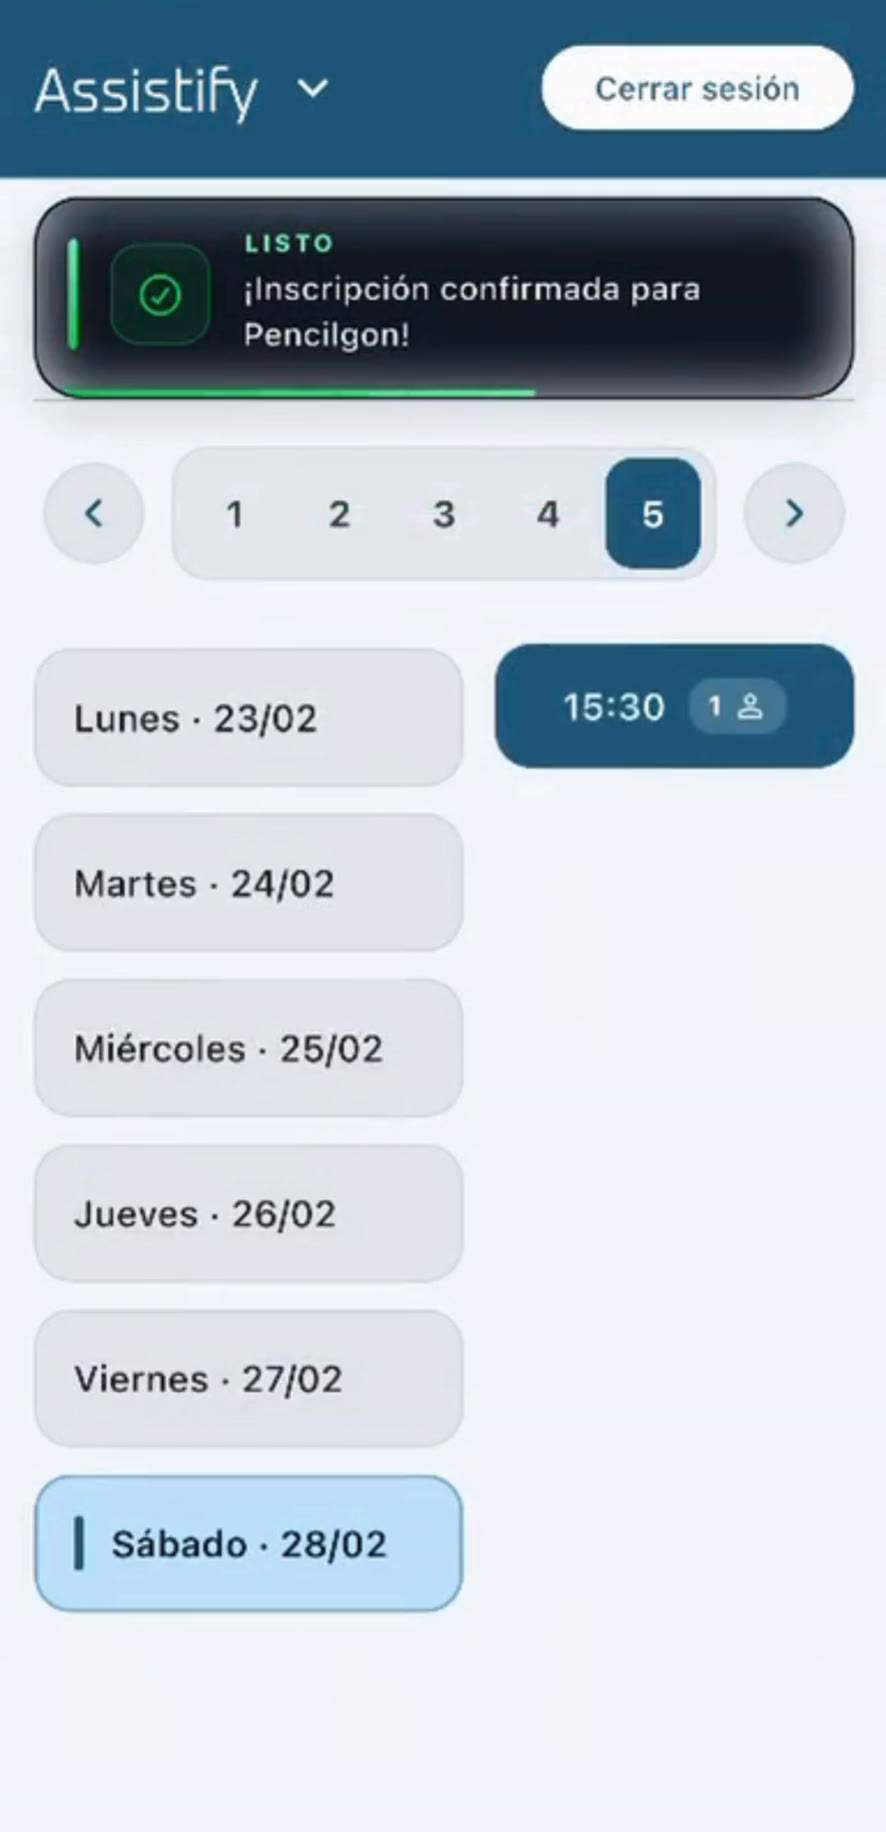 Assistify
Cerrar sesión
LISTO
¡Inscripción confirmada para
Pencilgon!
1 2 3 4 5
Lunes · 23/02
15:30 1
Martes · 24/02
Miércoles · 25/02
Jueves · 26/02
Viernes · 27/02
Sábado · 28/02